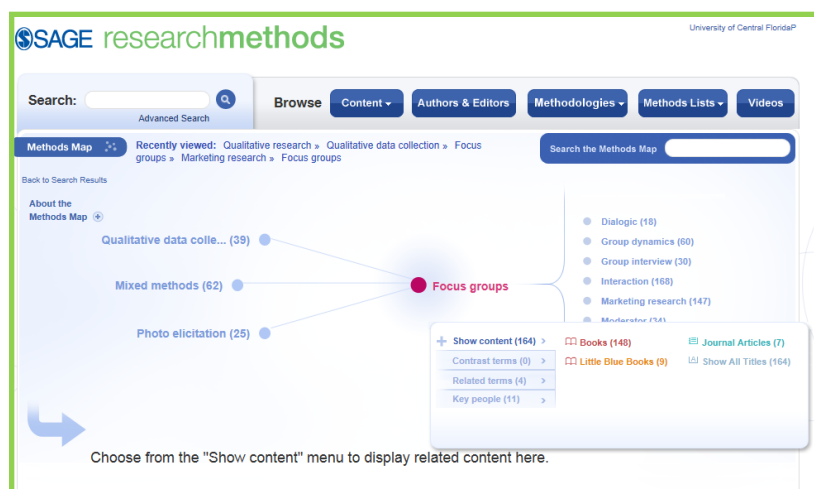 SAGE researchmethods
University of Central FloridaP
Search:
Advanced Search
Browse
Content
Authors & Editors
Methodologies
Methods Lists
Videos
Methods Map
Recently viewed: Qualitative research » Qualitative data collection » Focus
groups » Marketing research » Focus groups
Search the Methods Map
Back to Search Results
About the
Methods Map
Qualitative data colle... (39)
Mixed methods (62)
Photo elicitation (25)
Focus groups
Dialogic (18)
Group dynamics (60)
Group interview (30)
Interaction (168)
Marketing research (147)
Moderator (34)
Show content (164)
Contrast terms (0)
Related terms (4)
Key people (11)
Books (148)
Journal Articles (7)
Little Blue Books (9)
Show All Titles (164)
Choose from the "Show content" menu to display related content here.